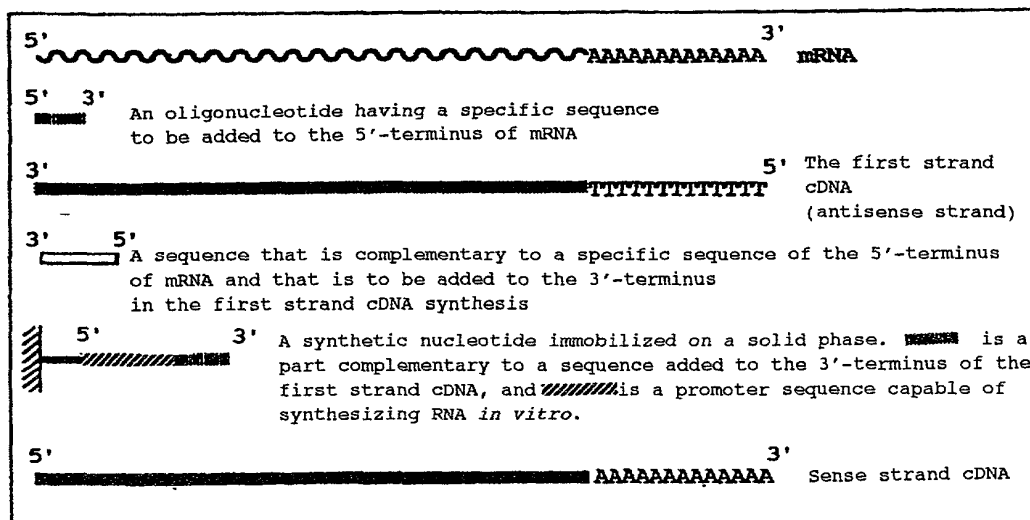 5' 3'
AAAAAAAAAAAAA mRNA
5' 3'
An oligonucleotide having a specific sequence
to be added to the 5'-terminus of mRNA
3' 5'
TTTTTTTTTTTTT
The first strand
cDNA
(antisense strand)
3' 5'
A sequence that is complementary to a specific sequence of the 5'-terminus
of mRNA and that is to be added to the 3'-terminus
in the first strand cDNA synthesis
5' 3'
A synthetic nucleotide immobilized on a solid phase. is a
part complementary to a sequence added to the 3'-terminus of the
first strand cDNA, and is a promoter sequence capable of
synthesizing RNA in vitro.
5' 3'
AAAAAAAAAAAAA Sense strand cDNA